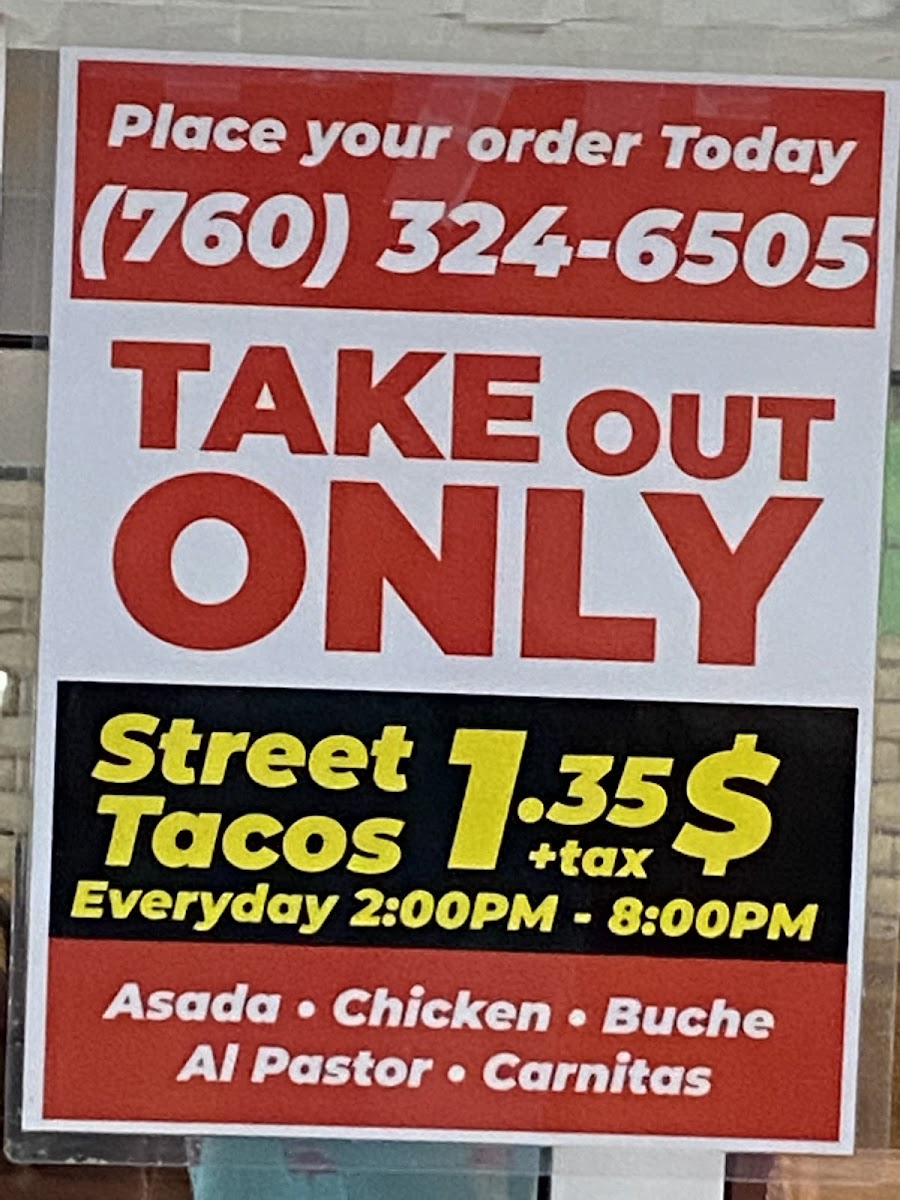 Place your order Today
(760) 324-6505
TAKE OUT
ONLY
Street
Tacos
1.35$
+tax
Everyday 2:00PM - 8:00PM
Asada • Chicken • Buche
Al Pastor • Carnitas